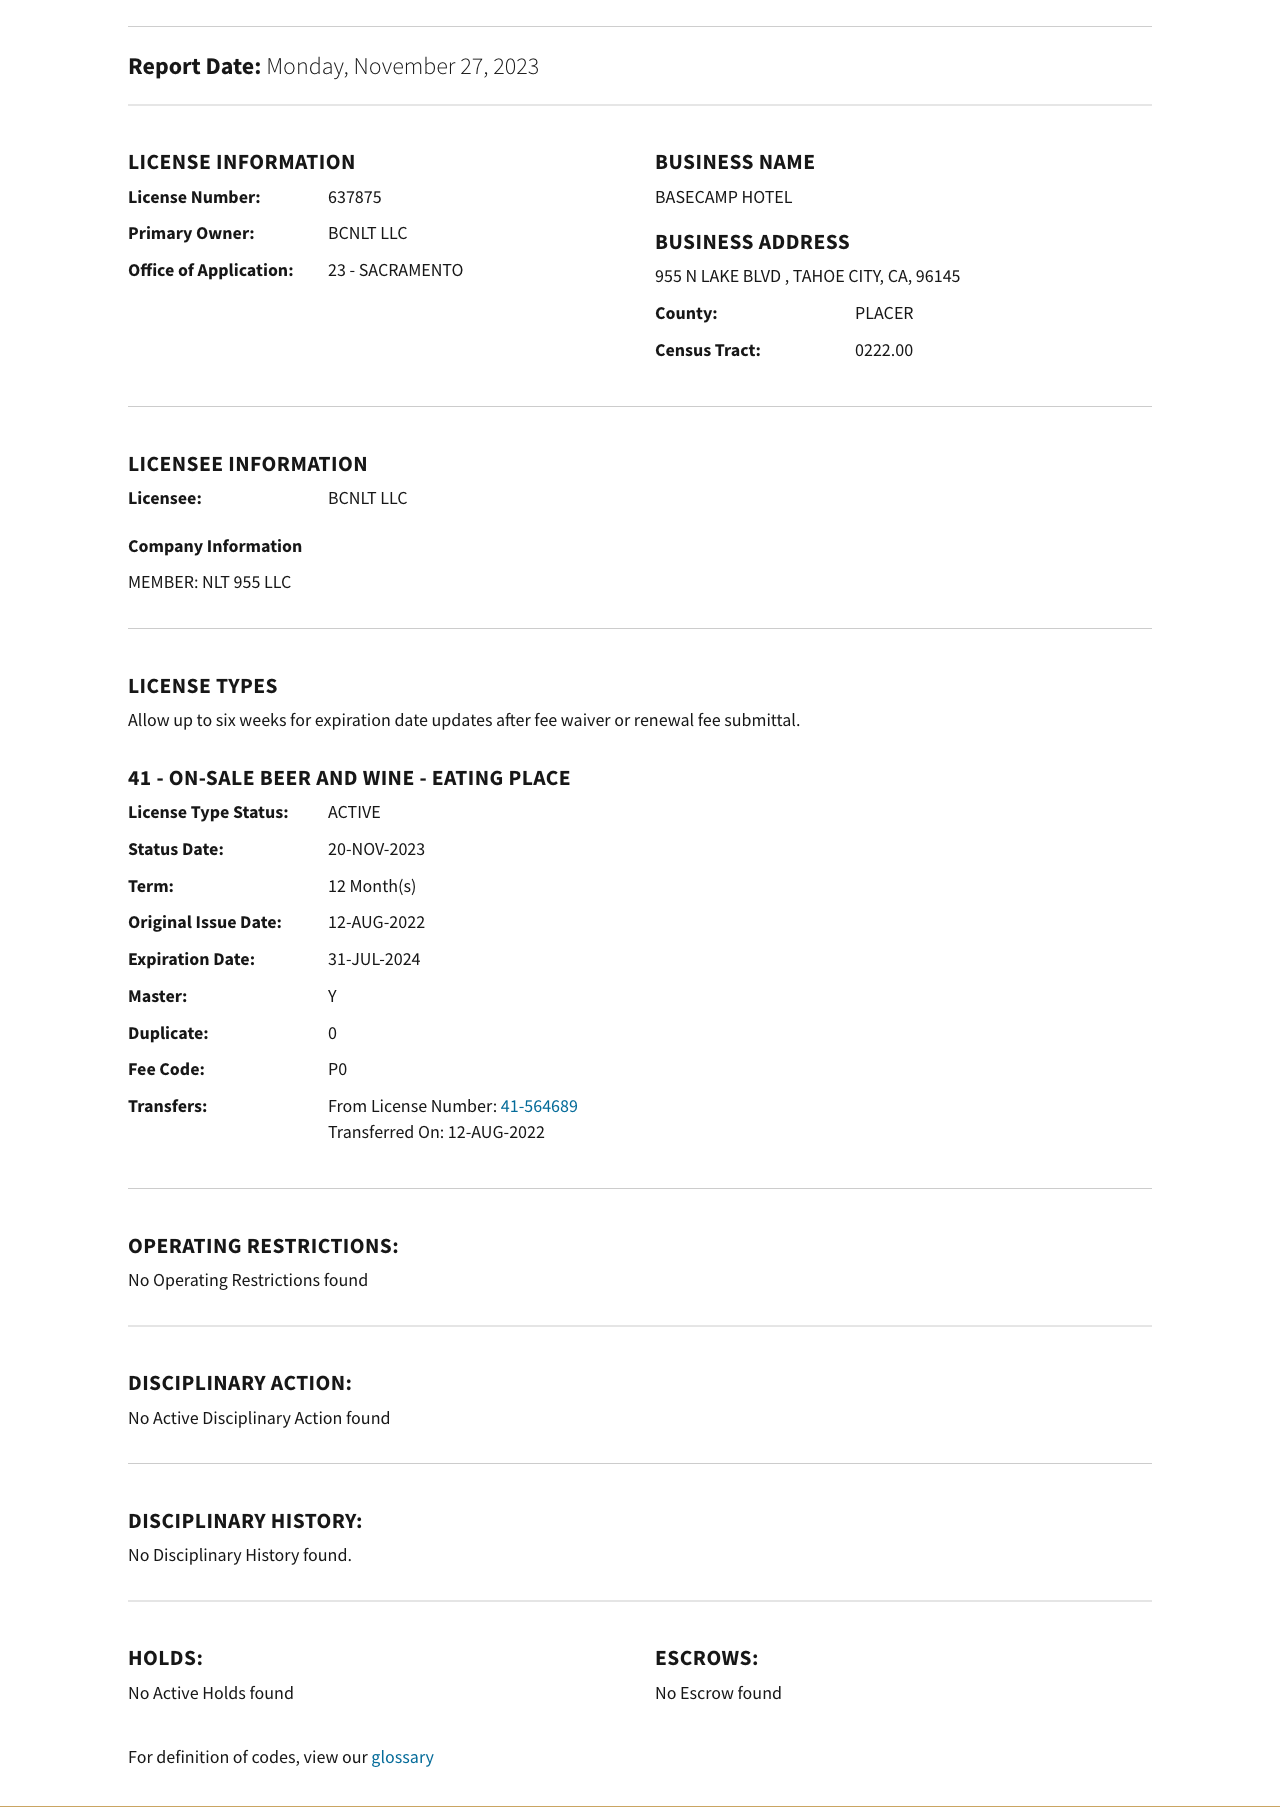 Report Date: Monday, November 27, 2023
LICENSE INFORMATION
License Number: 637875
Primary Owner: BCNLT LLC
Office of Application: 23 - SACRAMENTO
BUSINESS NAME
BASECAMP HOTEL
BUSINESS ADDRESS
955 N LAKE BLVD , TAHOE CITY, CA, 96145
County: PLACER
Census Tract: 0222.00
LICENSEE INFORMATION
Licensee: BCNLT LLC
Company Information
MEMBER: NLT 955 LLC
LICENSE TYPES
Allow up to six weeks for expiration date updates after fee waiver or renewal fee submittal.
41 - ON-SALE BEER AND WINE - EATING PLACE
License Type Status: ACTIVE
Status Date: 20-NOV-2023
Term: 12 Month(s)
Original Issue Date: 12-AUG-2022
Expiration Date: 31-JUL-2024
Master: Y
Duplicate: 0
Fee Code: P0
Transfers: From License Number: 41-564689
Transferred On: 12-AUG-2022
OPERATING RESTRICTIONS:
No Operating Restrictions found
DISCIPLINARY ACTION:
No Active Disciplinary Action found
DISCIPLINARY HISTORY:
No Disciplinary History found.
HOLDS:
No Active Holds found
ESCROWS:
No Escrow found
For definition of codes, view our glossary